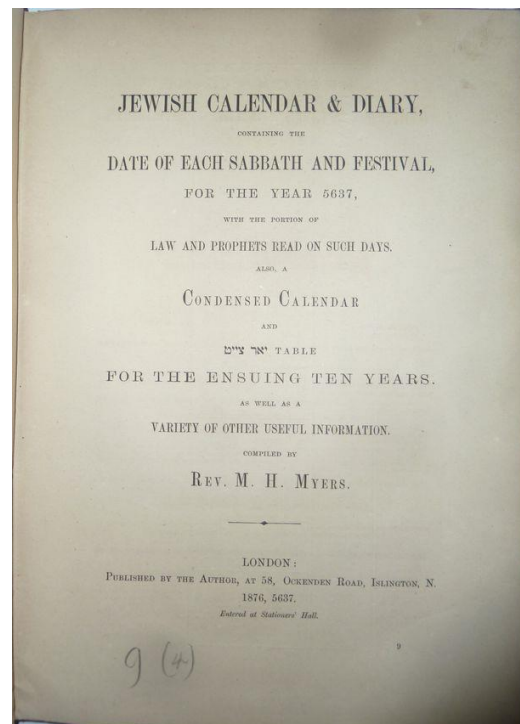 JEWISH CALENDAR & DIARY,
CONTAINING THE
DATE OF EACH SABBATH AND FESTIVAL,
FOR THE YEAR 5637,
WITH THE PORTION OF
LAW AND PROPHETS READ ON SUCH DAYS.
ALSO, A
CONDENSED CALENDAR
AND
יאר צייט TABLE
FOR THE ENSUING TEN YEARS.
AS WELL AS A
VARIETY OF OTHER USEFUL INFORMATION.
COMPILED BY
REV. M. H. MYERS.
LONDON:
PUBLISHED BY THE AUTHOR, AT 58, OCKENDEN ROAD, ISLINGTON, N.
1876, 5637.
Entered at Stationers' Hall.
9
9 (4)